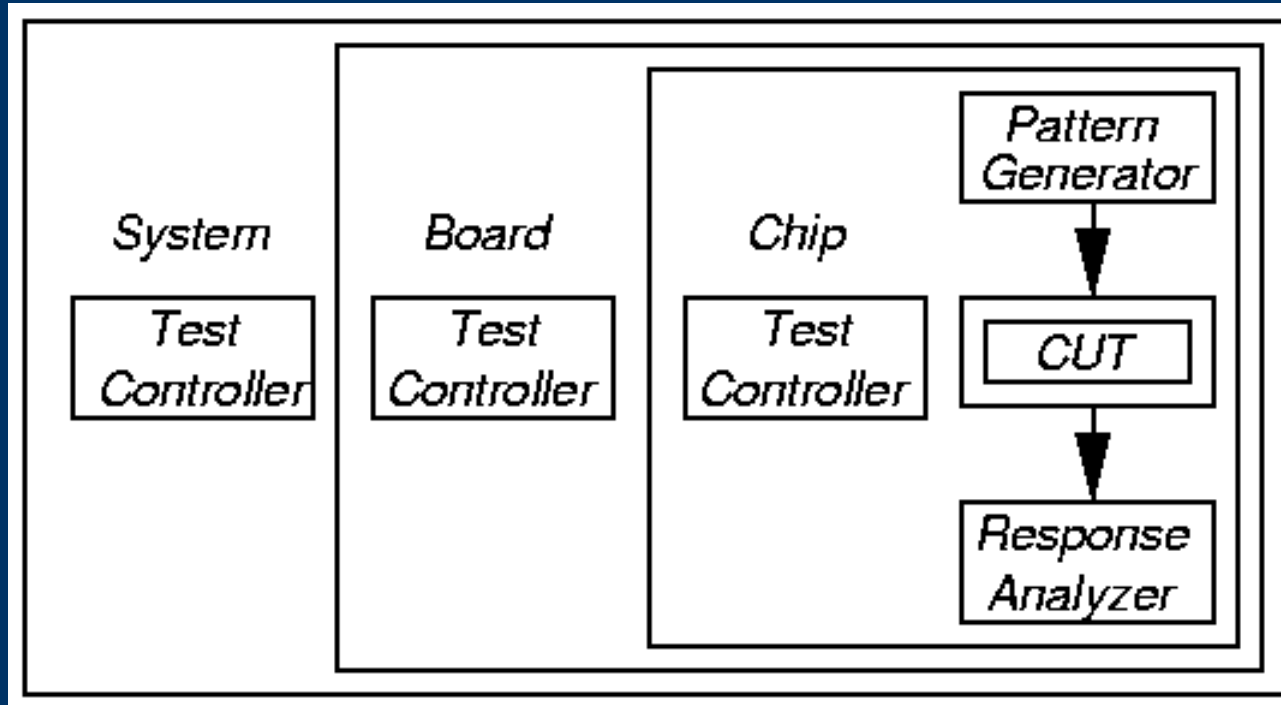 Pattern
Generator
System
Board
Chip
Test
Controller
Test
Controller
Test
Controller
CUT
Response
Analyzer